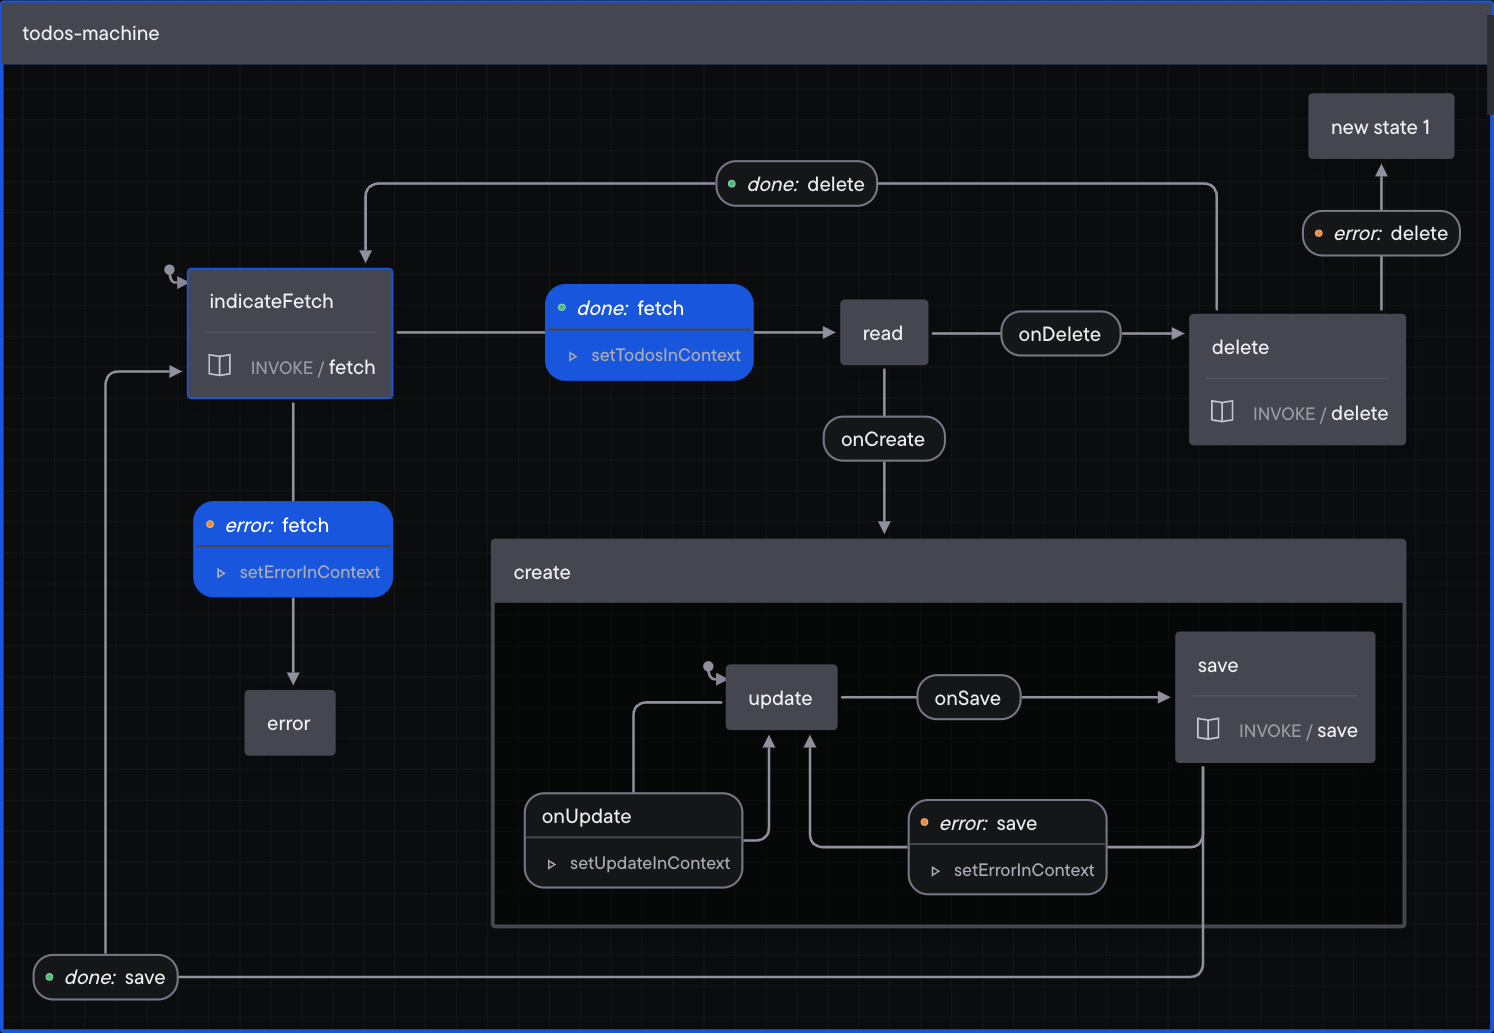 todos-machine
new state 1
done: delete
error: delete
indicateFetch
INVOKE / fetch
done: fetch
setTodosInContext
read
onDelete
delete
INVOKE / delete
onCreate
error: fetch
setErrorInContext
error
create
update
onSave
save
INVOKE / save
onUpdate
setUpdateInContext
error: save
setErrorInContext
done: save